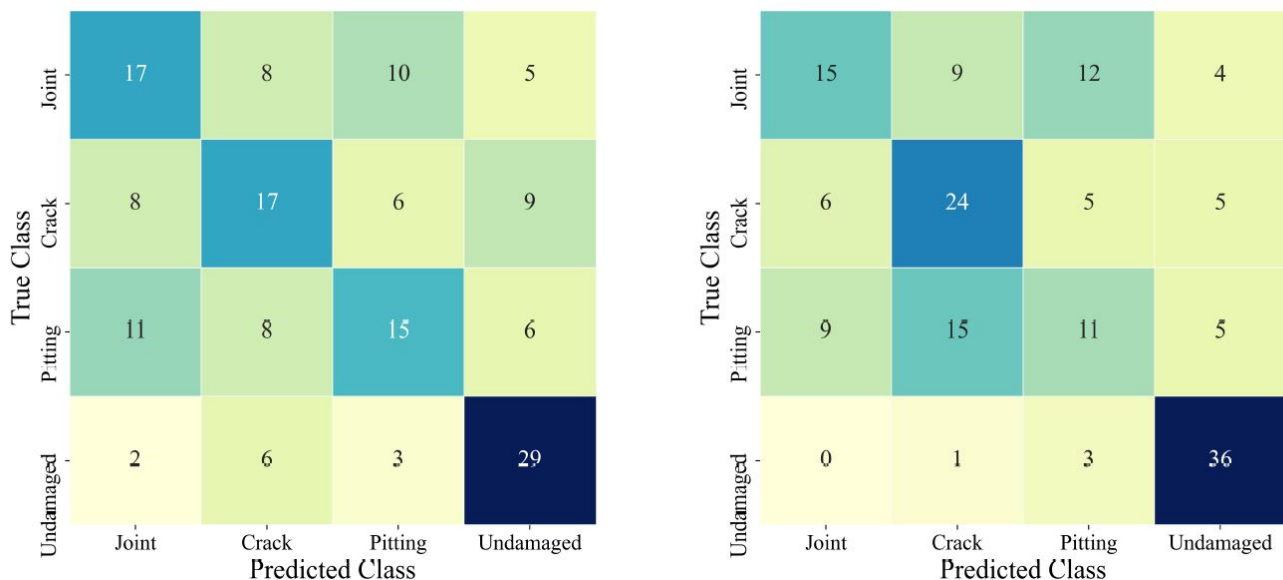 Joint 17 8 10 5
Crack 8 17 6 9
Pitting 11 8 15 6
Undamaged 2 6 3 29
True Class
Joint Crack Pitting Undamaged
Predicted Class
Joint 15 9 12 4
Crack 6 24 5 5
Pitting 9 15 11 5
Undamaged 0 1 3 36
True Class
Joint Crack Pitting Undamaged
Predicted Class